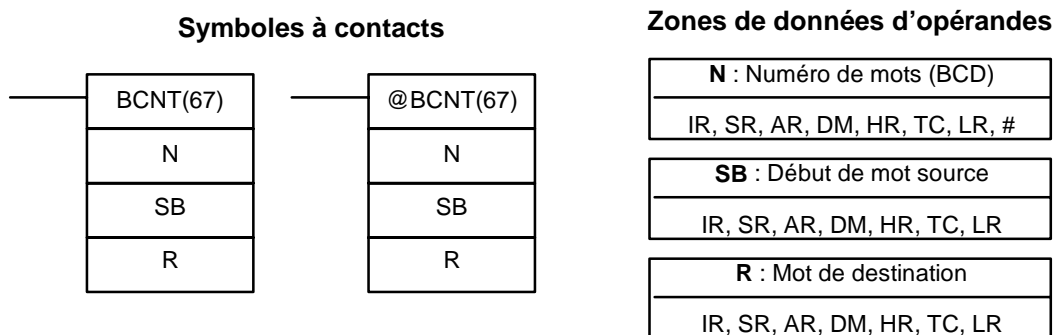 Symboles à contacts
BCNT(67)
N
SB
R
@BCNT(67)
N
SB
R
Zones de données d’opérandes
N : Numéro de mots (BCD)
IR, SR, AR, DM, HR, TC, LR, #
SB : Début de mot source
IR, SR, AR, DM, HR, TC, LR
R : Mot de destination
IR, SR, AR, DM, HR, TC, LR